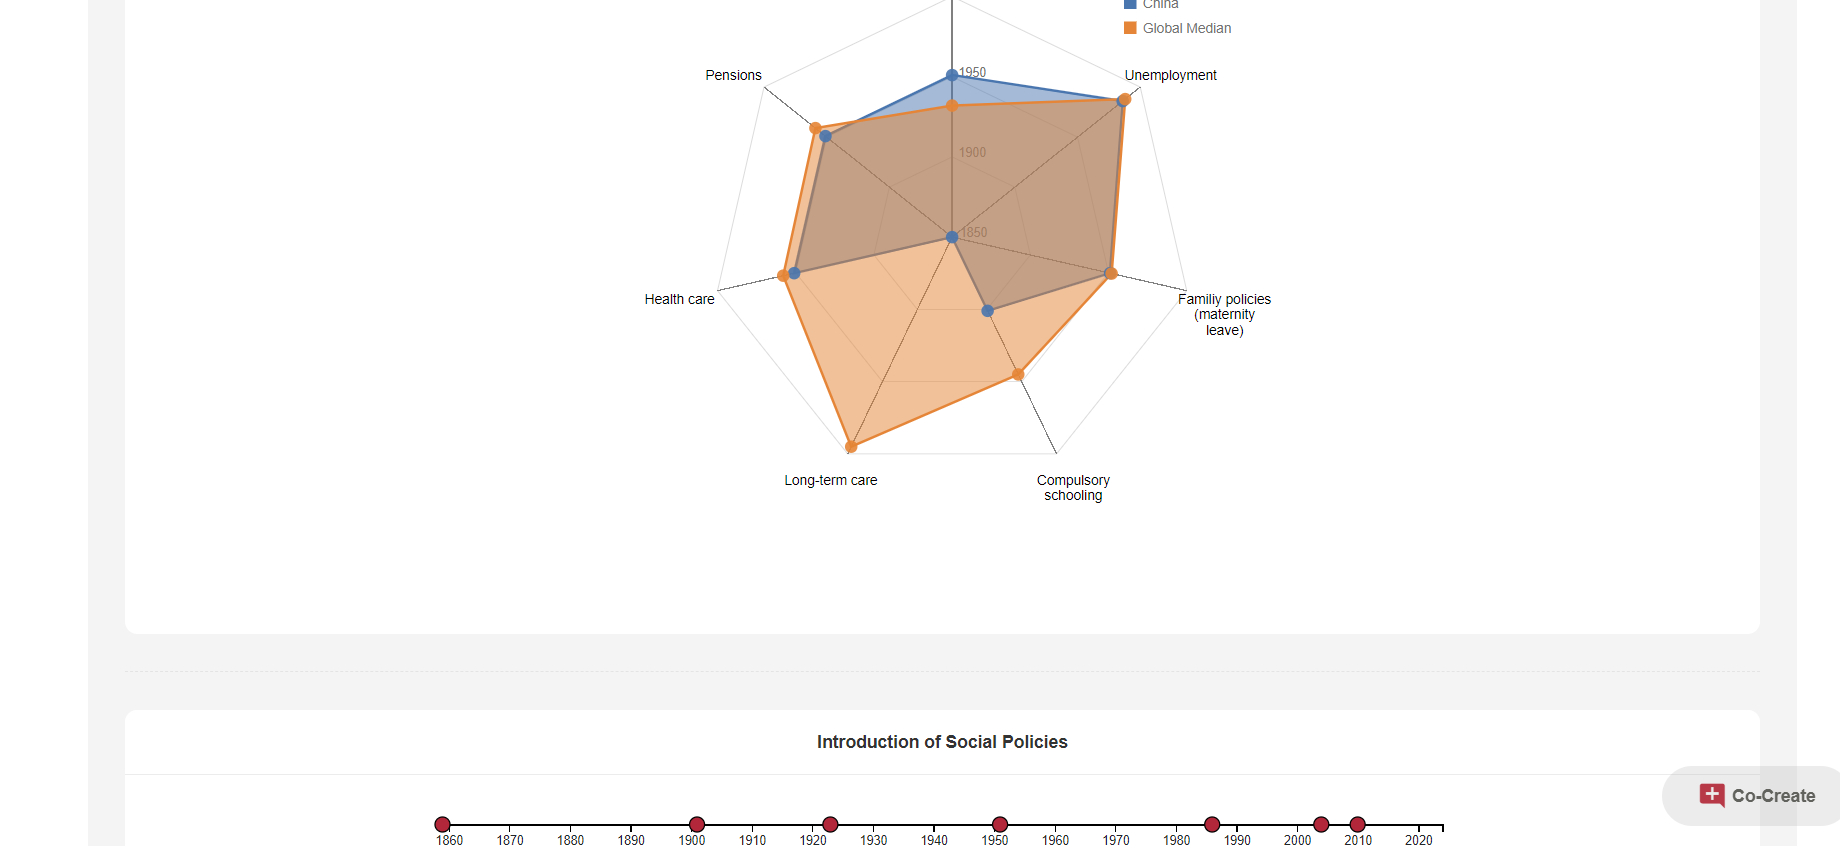 China
Global Median
1950
Pensions
Unemployment
1900
1850
Health care
Familiy policies
(maternity
leave)
Long-term care
Compulsory
schooling
Introduction of Social Policies
Co-Create
1860 1870 1880 1890 1900 1910 1920 1930 1940 1950 1960 1970 1980 1990 2000 2010 2020